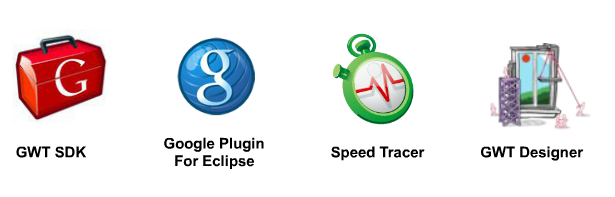 G
g
GWT SDK
Google Plugin
For Eclipse
Speed Tracer
GWT Designer